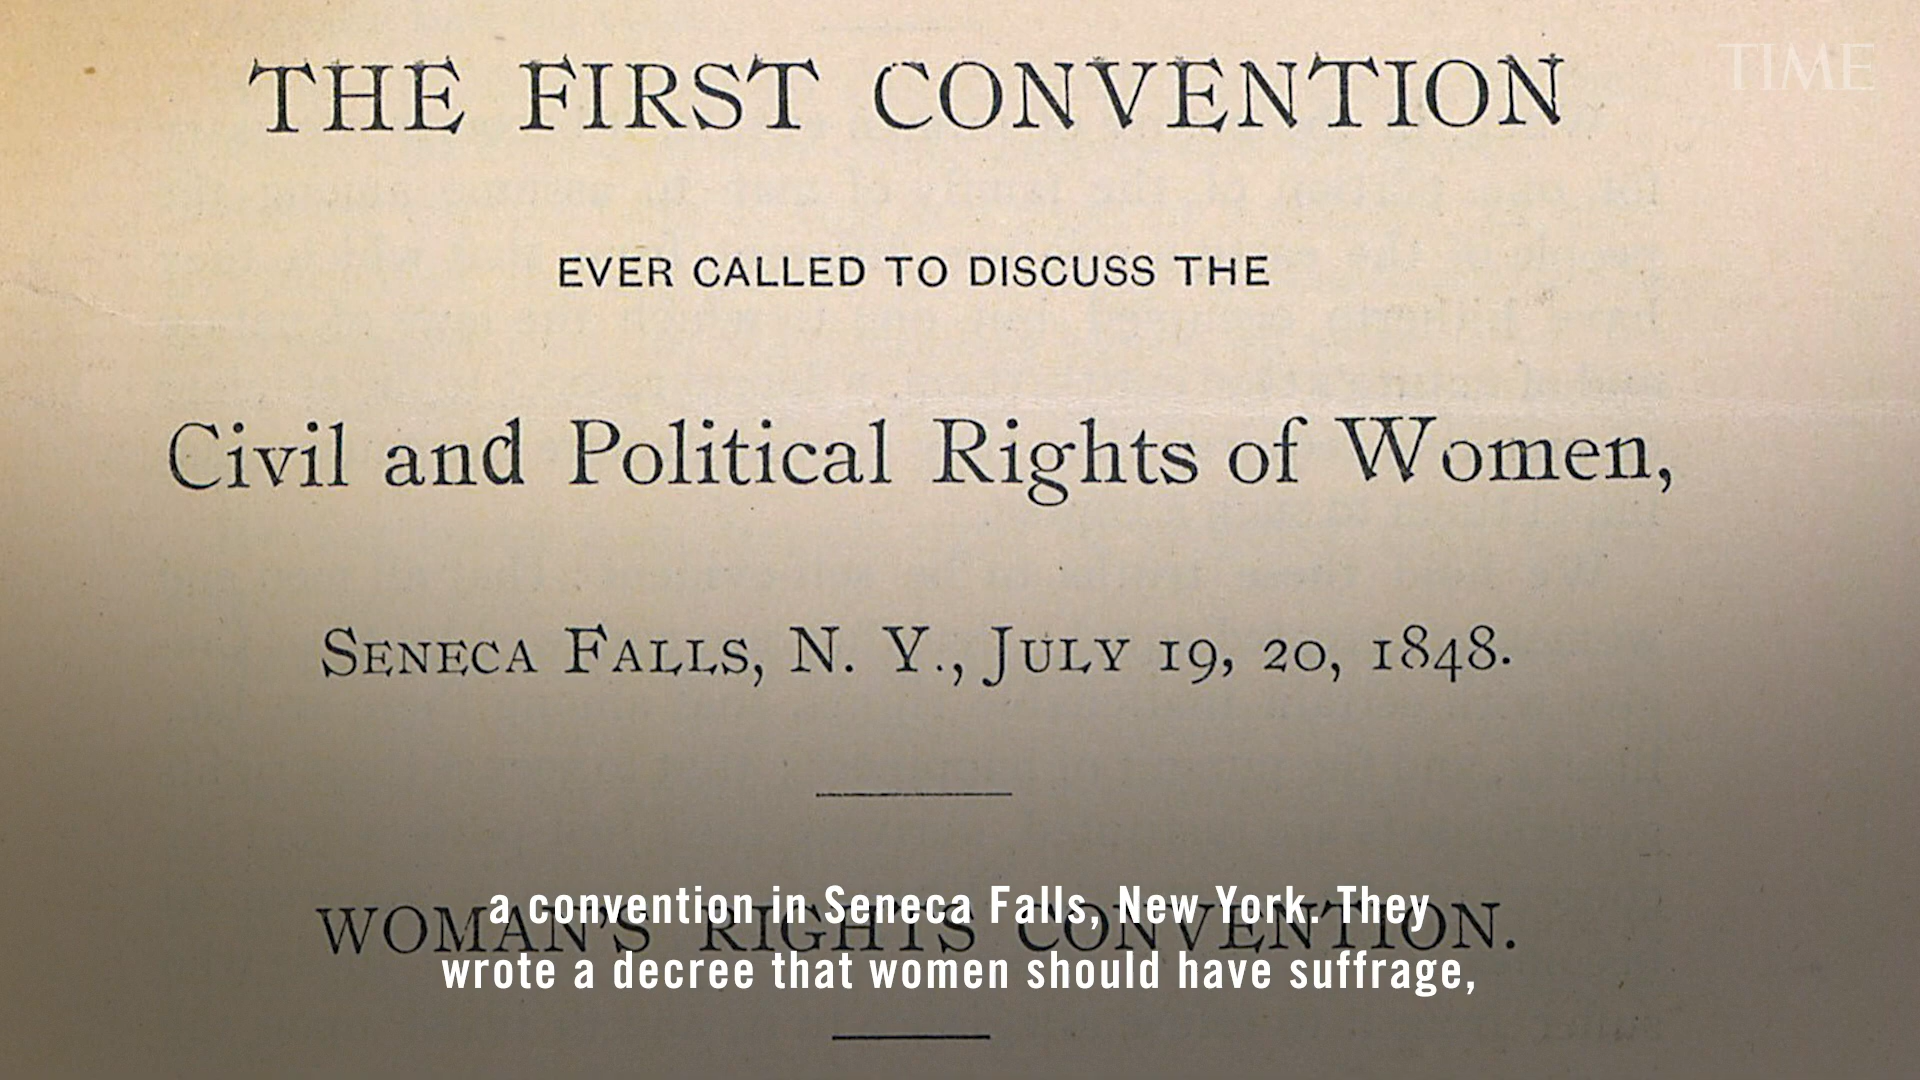 TIME
THE FIRST CONVENTION
EVER CALLED TO DISCUSS THE
Civil and Political Rights of Women,
SENECA FALLS, N. Y., JULY 19, 20, 1848.
WOMAN'S RIGHTS CONVENTION.
a convention in Seneca Falls, New York. They
wrote a decree that women should have suffrage,